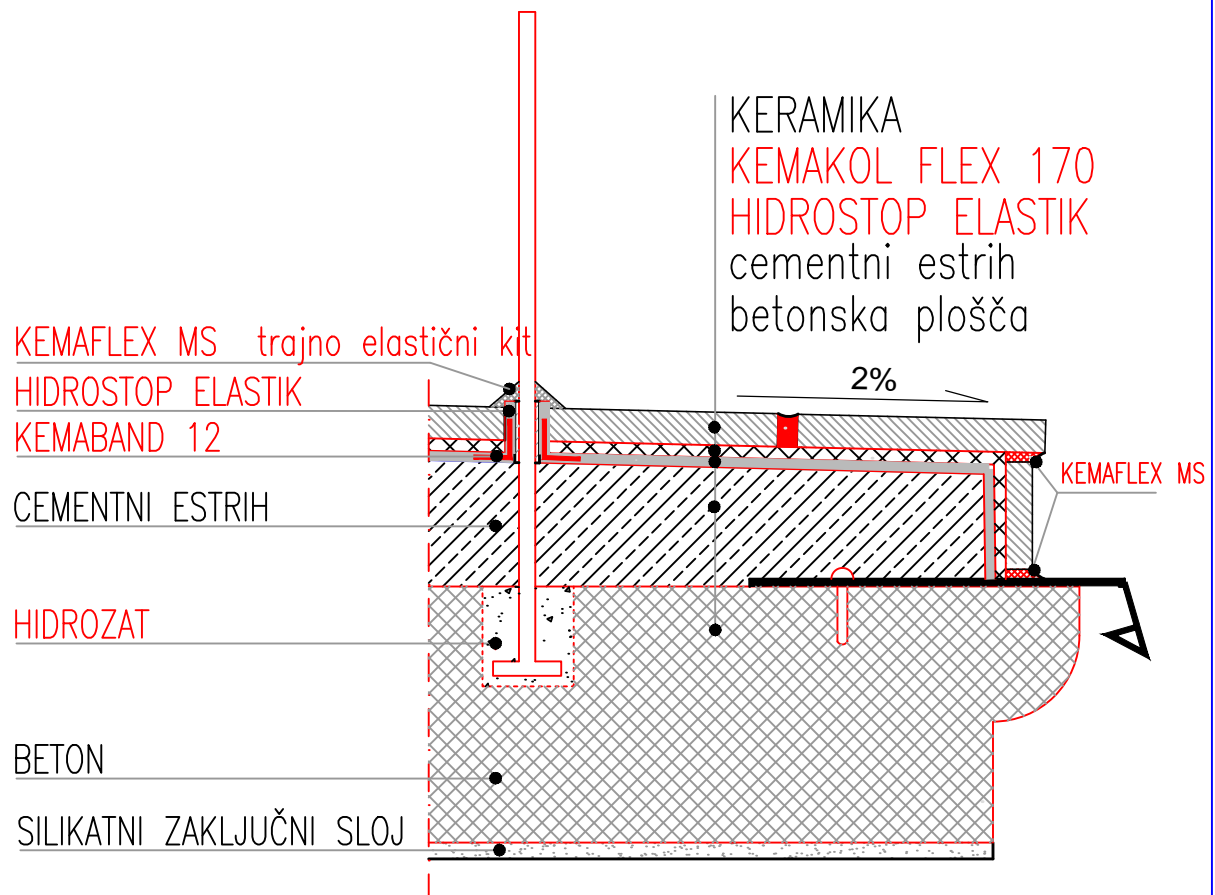 KERAMIKA
KEMAKOL FLEX 170
HIDROSTOP ELASTIK
cementni estrih
betonska plošča
KEMAFLEX MS trajno elastični kit
HIDROSTOP ELASTIK
KEMABAND 12
CEMENTNI ESTRIH
HIDROZAT
BETON
SILIKATNI ZAKLJUČNI SLOJ
2%
KEMAFLEX MS